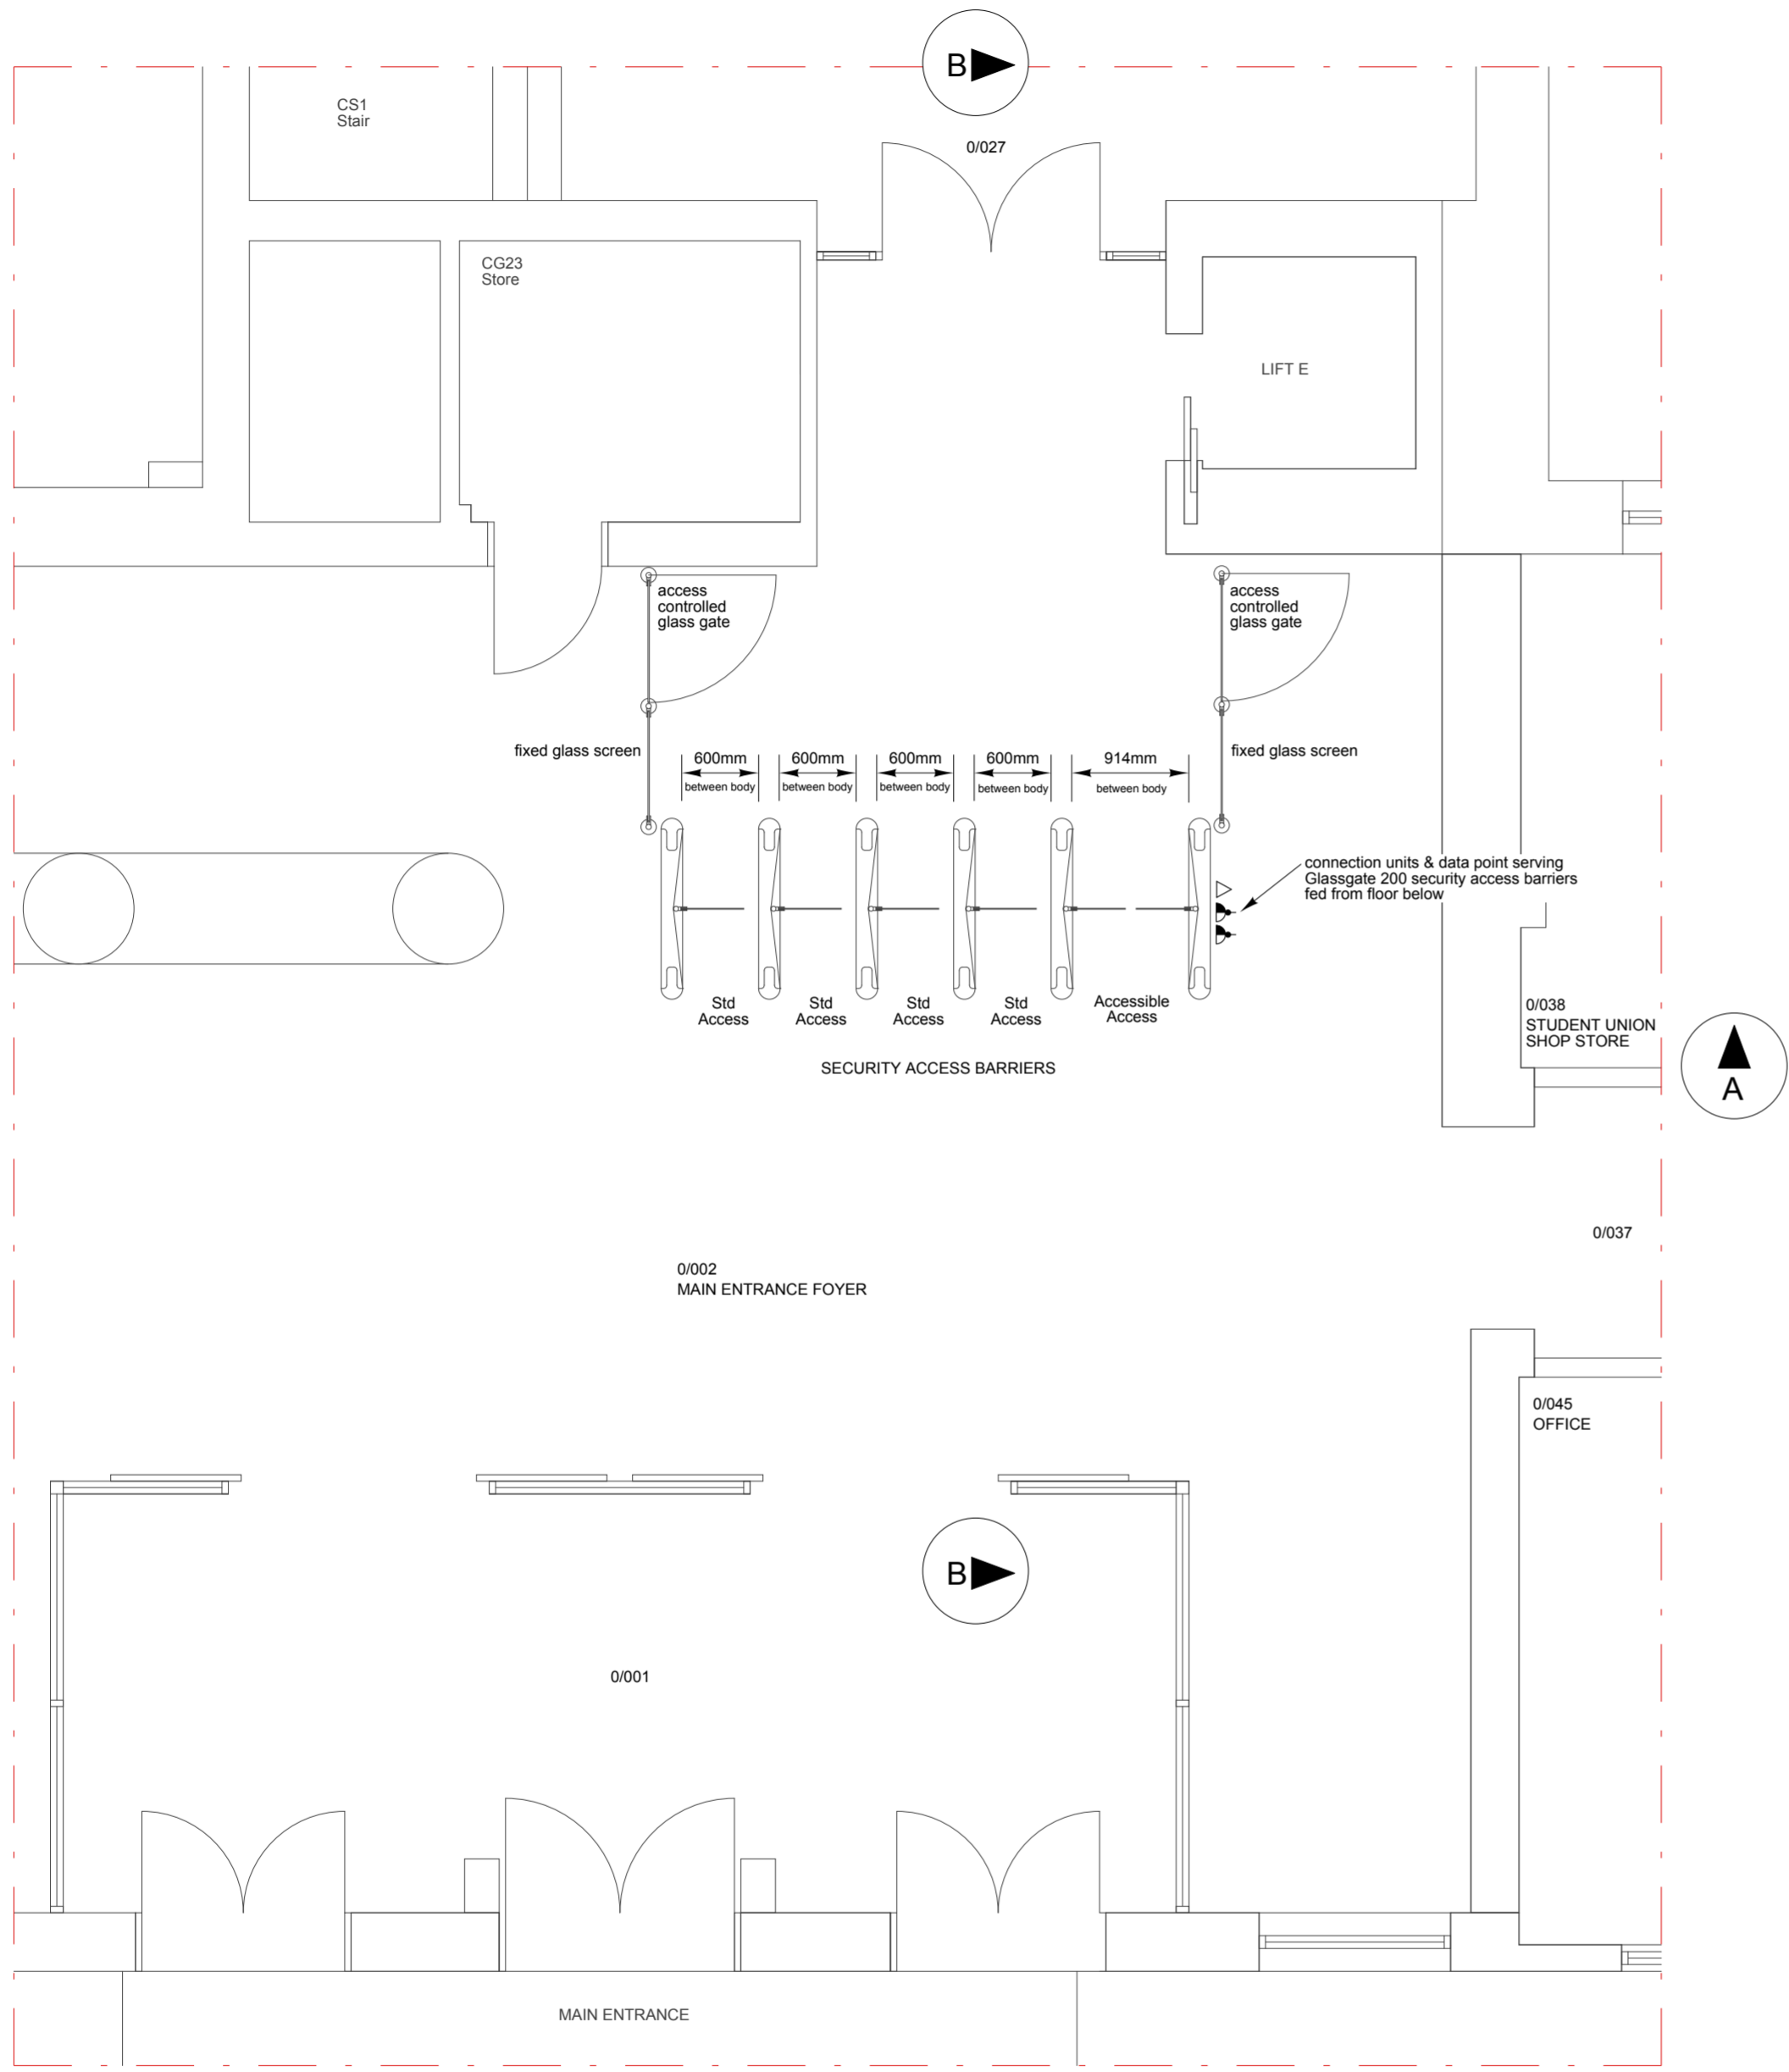 B
0/027
CS1
Stair
CG23
Store
LIFT E
access
controlled
glass gate
access
controlled
glass gate
fixed glass screen
600mm
between body
600mm
between body
600mm
between body
600mm
between body
914mm
between body
fixed glass screen
connection units & data point serving
Glassgate 200 security access barriers
fed from floor below
Std
Access
Std
Access
Std
Access
Std
Access
Accessible
Access
SECURITY ACCESS BARRIERS
0/038
STUDENT UNION
SHOP STORE
A
0/037
0/002
MAIN ENTRANCE FOYER
0/045
OFFICE
B
0/001
MAIN ENTRANCE